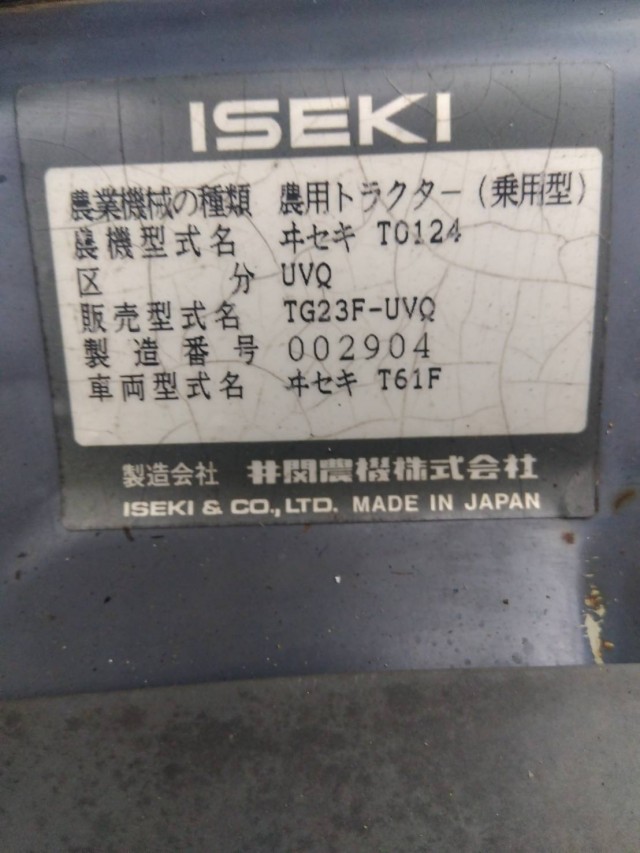 ISEKI
農業機械の種類 農用トラクター(乗用型)
農機型式名 ヰセキ T0124
区分 UVQ
販売型式名 TG23F-UVQ
製造番号 002904
車両型式名 ヰセキ T61F
製造会社 井関農機株式会社
ISEKI & CO.,LTD. MADE IN JAPAN